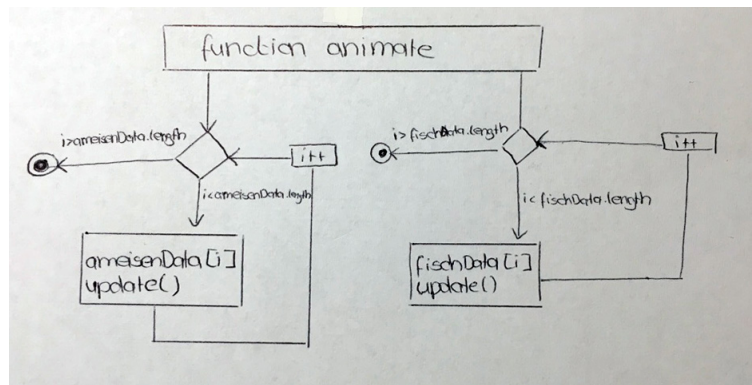 function animate
i>ameisenData.length
i++
i<ameisenData.length
ameisenData[i]
update()
i>fischData.length
i++
i<fischData.length
fischData[i]
update()